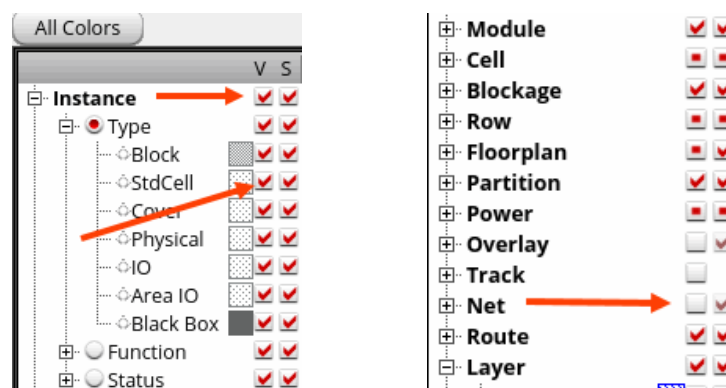 All Colors
V S
Instance
Type
Block
StdCell
Cover
Physical
IO
Area IO
Black Box
Function
Status
Module
Cell
Blockage
Row
Floorplan
Partition
Power
Overlay
Track
Net
Route
Layer